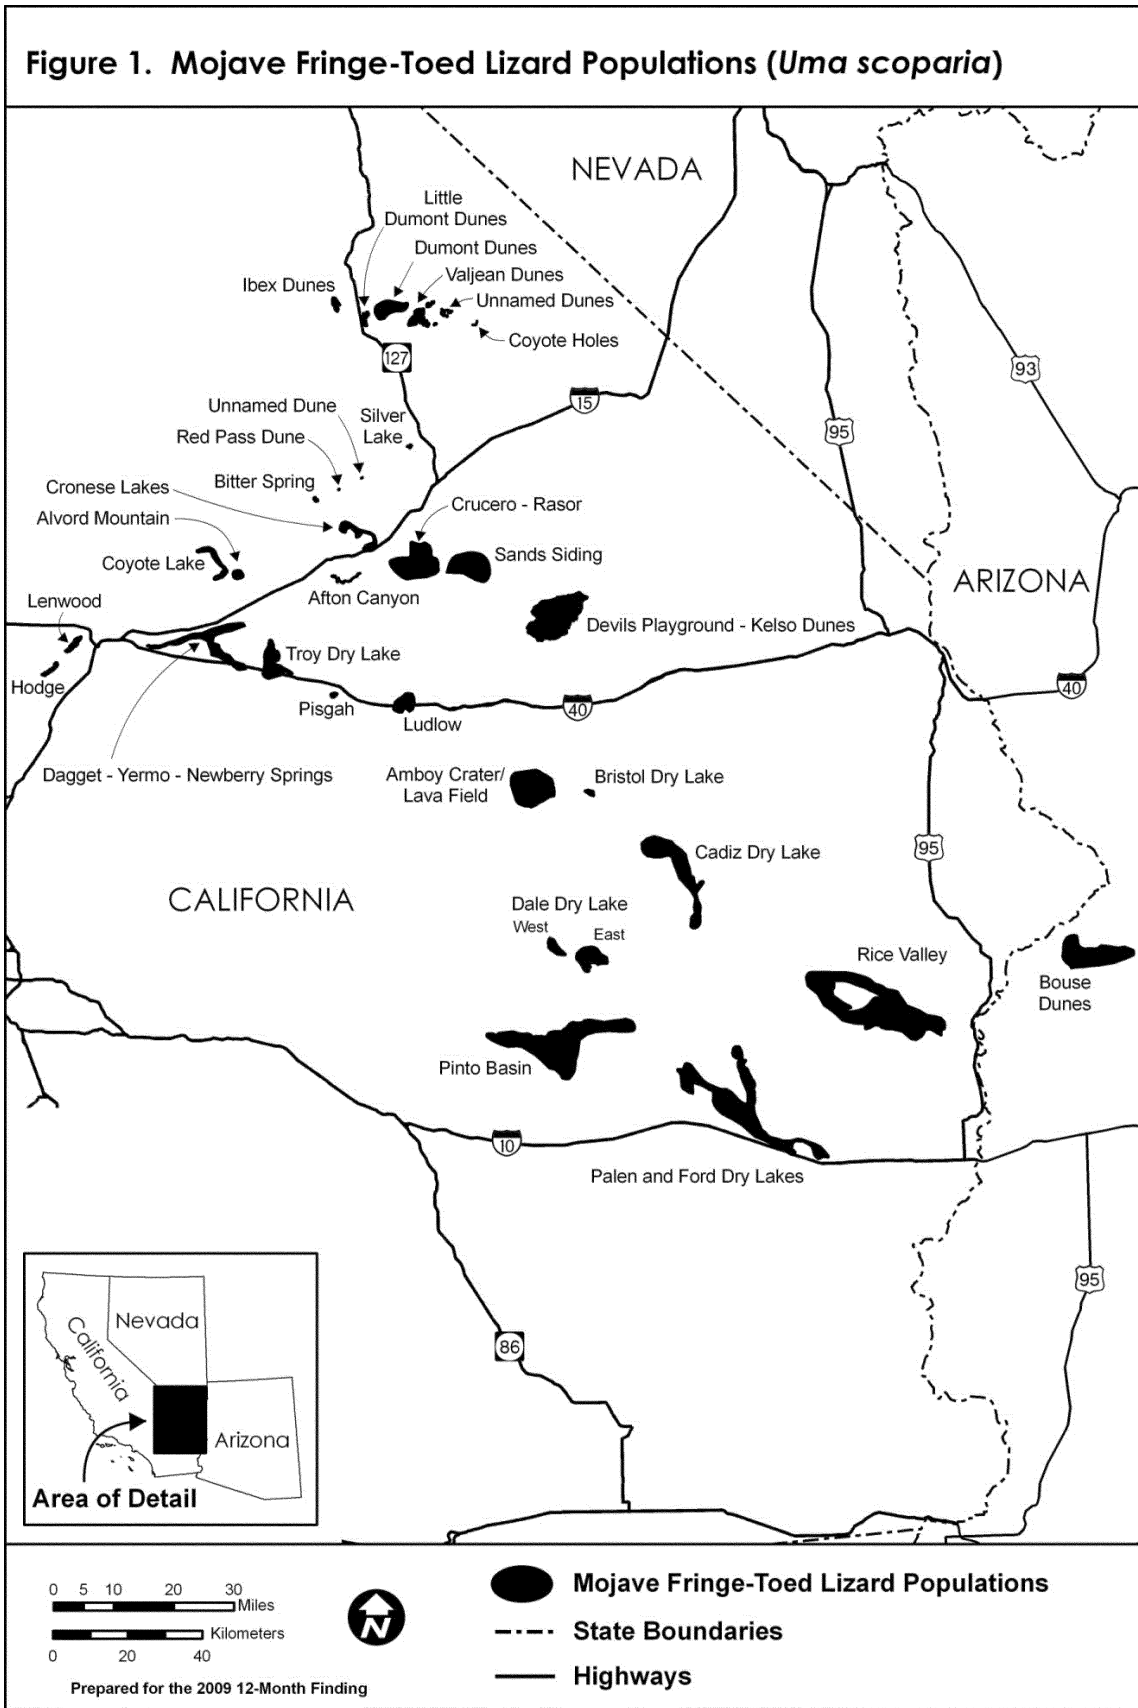 Figure 1. Mojave Fringe-Toed Lizard Populations (Uma scoparia)
NEVADA
Little
Dumont Dunes
Dumont Dunes
Valjean Dunes
Ibex Dunes
Unnamed Dunes
Coyote Holes
127
93
15
95
Unnamed Dune
Silver
Lake
Red Pass Dune
Bitter Spring
Cronese Lakes
Crucero - Rasor
Alvord Mountain
Sands Siding
Coyote Lake
ARIZONA
Afton Canyon
Lenwood
Devils Playground - Kelso Dunes
Troy Dry Lake
Hodge
40
Pisgah
40
Ludlow
Dagget - Yermo - Newberry Springs
Amboy Crater/
Lava Field
Bristol Dry Lake
95
Cadiz Dry Lake
CALIFORNIA
Dale Dry Lake
West
East
Rice Valley
Bouse
Dunes
Pinto Basin
10
Palen and Ford Dry Lakes
95
86
Nevada
California
Arizona
Area of Detail
0 5 10 20 30
Miles
Kilometers
0 20 40
N
Prepared for the 2009 12-Month Finding
Mojave Fringe-Toed Lizard Populations
State Boundaries
Highways